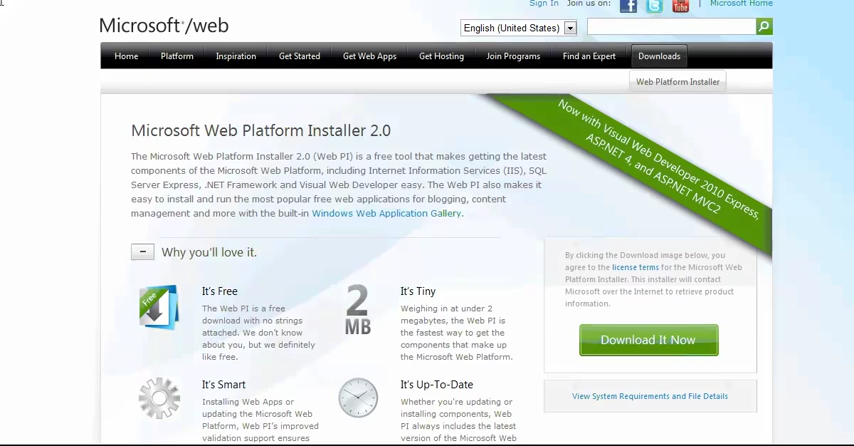 Sign In Join us on: | Microsoft Home
Microsoft®/web
English (United States)
Home Platform Inspiration Get Started Get Web Apps Get Hosting Join Programs Find an Expert Downloads
Web Platform Installer
Now with Visual Web Developer 2010 Express,
ASP.NET 4, and ASP.NET MVC2
Microsoft Web Platform Installer 2.0
The Microsoft Web Platform Installer 2.0 (Web PI) is a free tool that makes getting the latest
components of the Microsoft Web Platform, including Internet Information Services (IIS), SQL
Server Express, .NET Framework and Visual Web Developer easy. The Web PI also makes it
easy to install and run the most popular free web applications for blogging, content
management and more with the built-in Windows Web Application Gallery.
Why you'll love it.
Free
It's Free
The Web PI is a free
download with no strings
attached. We don't know
about you, but we definitely
like free.
2
MB
It's Tiny
Weighing in at under 2
megabytes, the Web PI is
the fastest way to get the
components that make up
the Microsoft Web Platform.
It's Smart
Installing Web Apps or
updating the Microsoft Web
Platform, Web PI's improved
validation support ensures
It's Up-To-Date
Whether you're updating or
installing components, Web
PI always includes the latest
version of the Microsoft Web
By clicking the Download image below, you
agree to the license terms for the Microsoft Web
Platform Installer. This installer will contact
Microsoft over the Internet to retrieve product
information.
Download It Now
View System Requirements and File Details